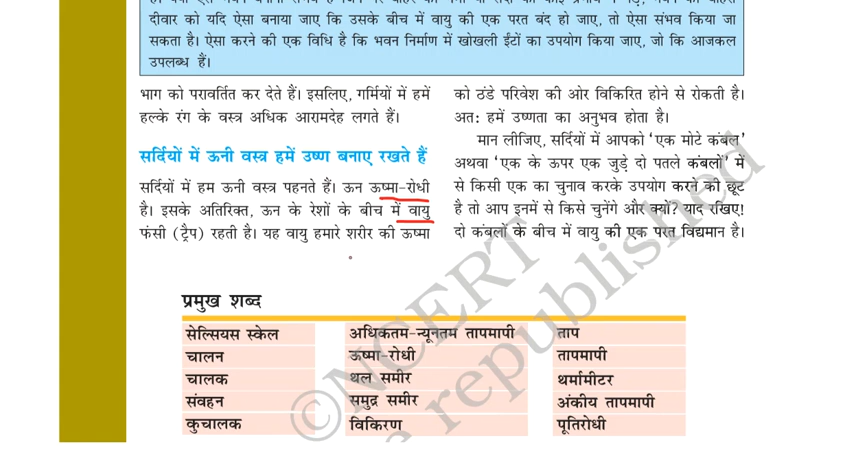 दीवार को यदि ऐसा बनाया जाए कि उसके बीच में वायु की एक परत बंद हो जाए, तो ऐसा संभव किया जा
सकता है। ऐसा करने की एक विधि है कि भवन निर्माण में खोखली ईंटों का उपयोग किया जाए, जो कि आजकल
उपलब्ध हैं।
भाग को परावर्तित कर देते हैं। इसलिए, गर्मियों में हमें
हल्के रंग के वस्त्र अधिक आरामदेह लगते हैं।
सर्दियों में ऊनी वस्त्र हमें उष्ण बनाए रखते हैं
सर्दियों में हम ऊनी वस्त्र पहनते हैं। ऊन ऊष्मा-रोधी
है। इसके अतिरिक्त, ऊन के रेशों के बीच में वायु
फंसी (ट्रैप) रहती है। यह वायु हमारे शरीर की ऊष्मा
को ठंडे परिवेश की ओर विकिरित होने से रोकती है।
अत: हमें उष्णता का अनुभव होता है।
मान लीजिए, सर्दियों में आपको ‘एक मोटे कंबल’
अथवा ‘एक के ऊपर एक जुड़े दो पतले कंबलों’ में
से किसी एक का चुनाव करके उपयोग करने की छूट
है तो आप इनमें से किसे चुनेंगे और क्यों? याद रखिए!
दो कंबलों के बीच में वायु की एक परत विद्यमान है।
प्रमुख शब्द
सेल्सियस स्केल अधिकतम-न्यूनतम तापमापी ताप
चालन ऊष्मा-रोधी तापमापी
चालक थल समीर थर्मामीटर
संवहन समुद्र समीर अंकीय तापमापी
कुचालक विकिरण पूतिरोधी
©NCERT
be republished